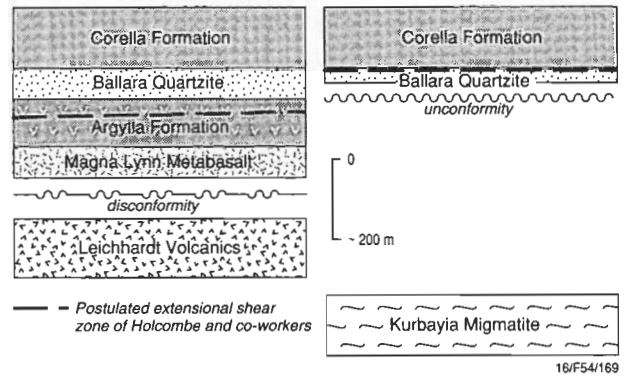 Corella Formation
Ballara Quartzite
Argylla Formation
Magna Lynn Metabasalt
disconformity
Leichhardt Volcanics
Postulated extensional shear
zone of Holcombe and co-workers
Corella Formation
Ballara Quartzite
unconformity
0
~ 200 m
Kurbayia Migmatite
16/F54/169